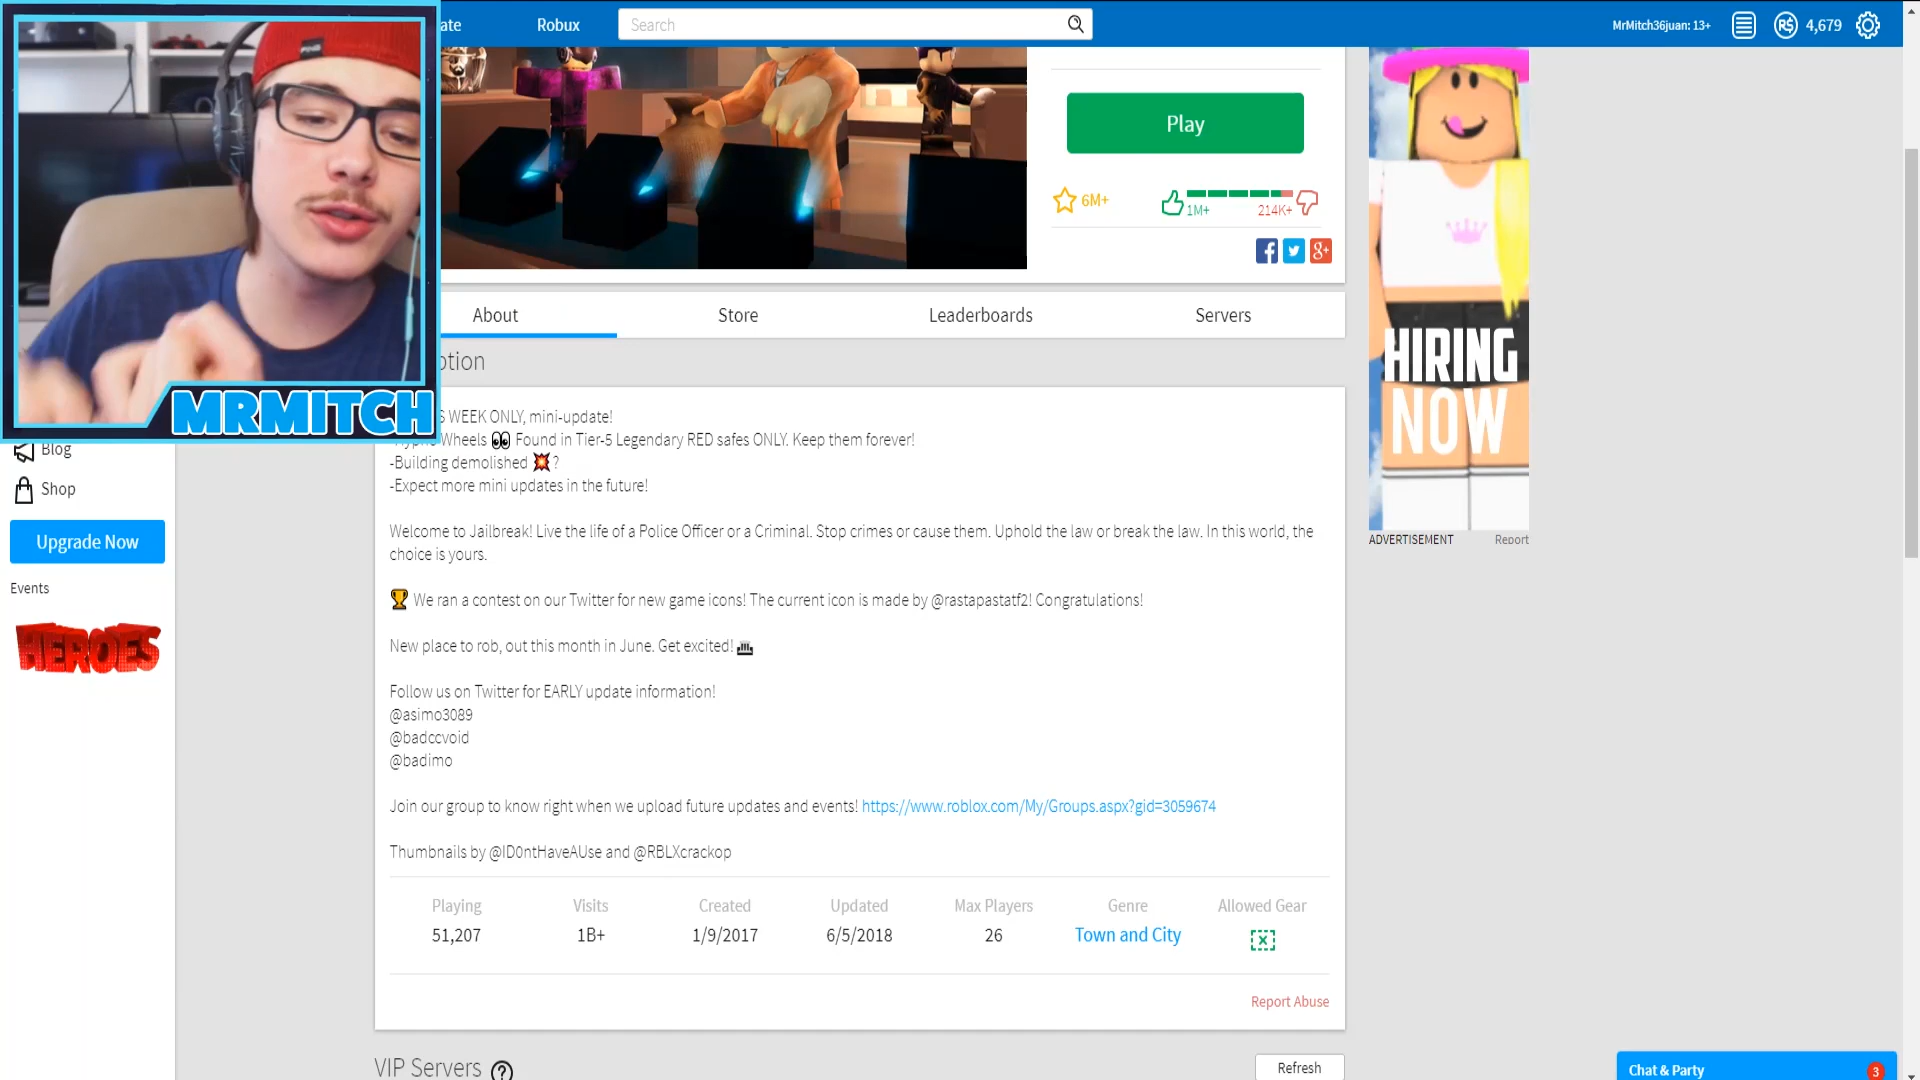 ate
Robux
Search
MrMitch36juan: 13+
4,679
Play
6M+
1M+
214K+
About
Store
Leaderboards
Servers
MRMITCH
HIRING
NOW
ADVERTISEMENT
Report
WEEK ONLY, mini-update!
Wheels 👀 Found in Tier-5 Legendary RED safes ONLY. Keep them forever!
-Building demolished 💥 ?
-Expect more mini updates in the future!
Welcome to Jailbreak! Live the life of a Police Officer or a Criminal. Stop crimes or cause them. Uphold the law or break the law. In this world, the
choice is yours.
🏆 We ran a contest on our Twitter for new game icons! The current icon is made by @rastapastatf2! Congratulations!
New place to rob, out this month in June. Get excited!
Follow us on Twitter for EARLY update information!
@asimo3089
@badccvoid
@badimo
Join our group to know right when we upload future updates and events! https://www.roblox.com/My/Groups.aspx?gid=3059674
Thumbnails by @ID0ntHaveAUse and @RBLXcrackop
Blog
Shop
Upgrade Now
Events
HEROES
Playing
Visits
Created
Updated
Max Players
Genre
Allowed Gear
51,207
1B+
1/9/2017
6/5/2018
26
Town and City
Report Abuse
VIP Servers
Refresh
Chat & Party
3